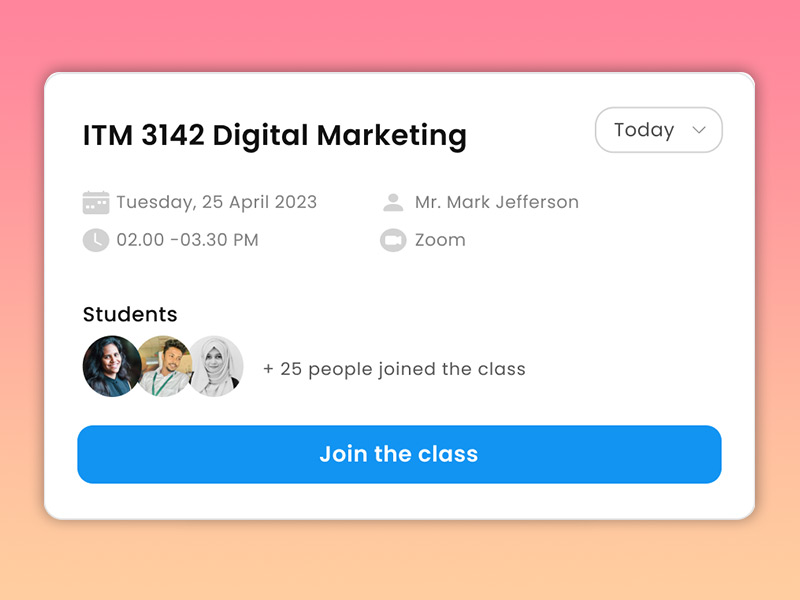 ITM 3142 Digital Marketing
Today
Tuesday, 25 April 2023
Mr. Mark Jefferson
02.00 -03.30 PM
Zoom
Students
+ 25 people joined the class
Join the class